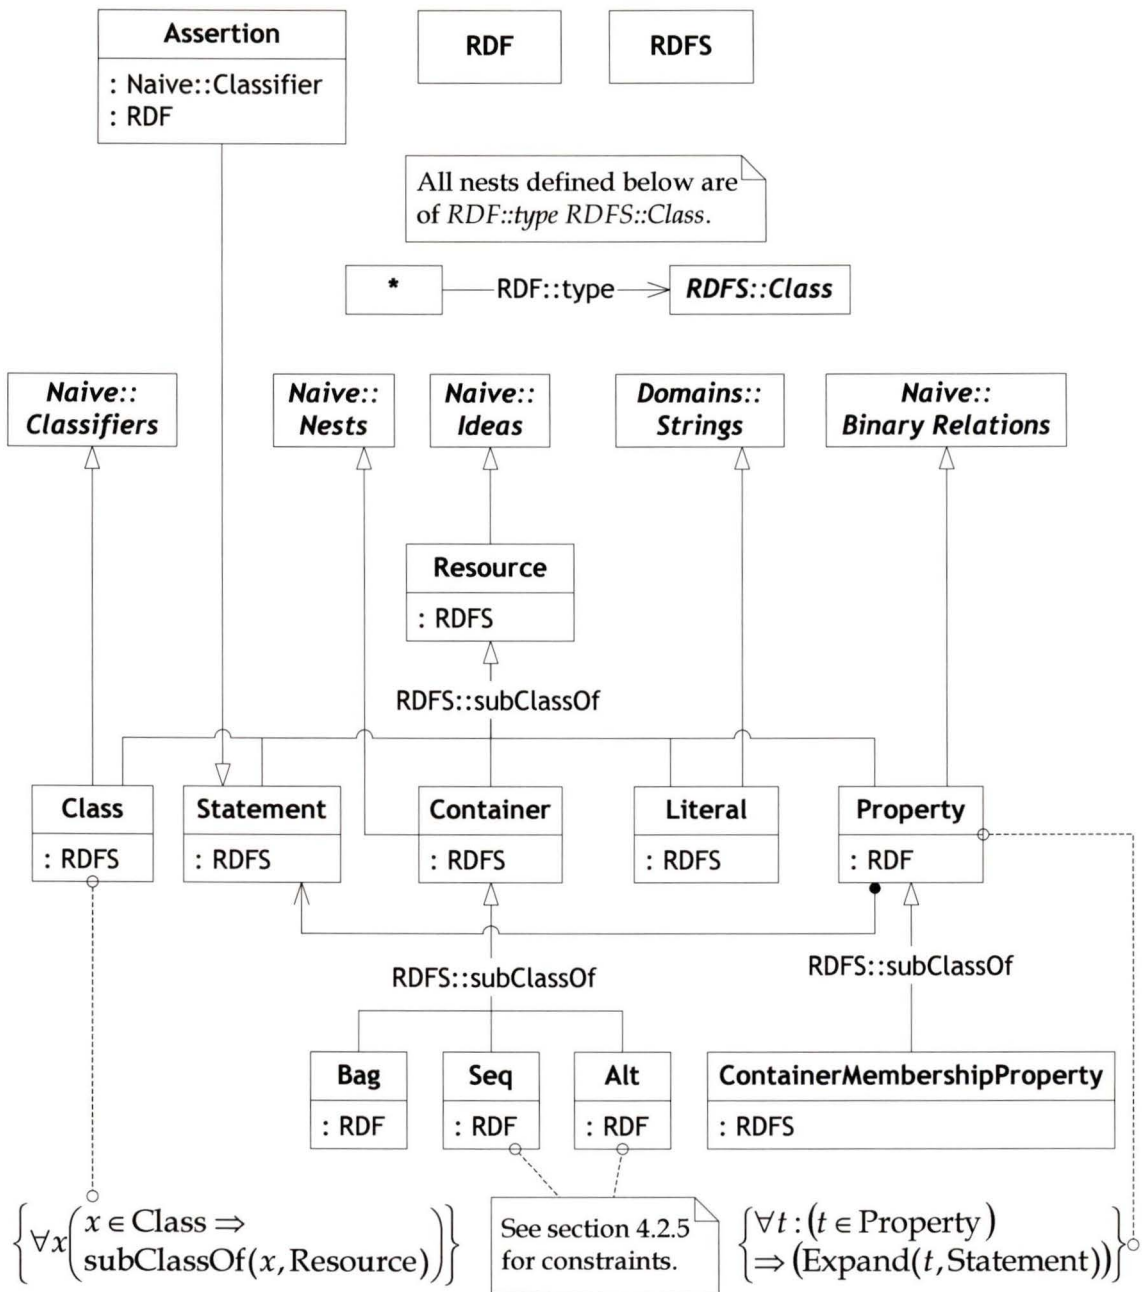 Assertion
: Naive::Classifier
: RDF
RDF
RDFS
All nests defined below are
of RDF::type RDFS::Class.
*
RDF::type
RDFS::Class
Naive::
Classifiers
Naive::
Nests
Naive::
Ideas
Domains::
Strings
Naive::
Binary Relations
Resource
: RDFS
RDFS::subClassOf
Class
: RDFS
Statement
: RDFS
Container
: RDFS
Literal
: RDFS
Property
: RDF
RDFS::subClassOf
RDFS::subClassOf
Bag
: RDF
Seq
: RDF
Alt
: RDF
ContainerMembershipProperty
: RDFS
{∀x(x ∈ Class ⇒
subClassOf(x, Resource))}
See section 4.2.5
for constraints.
{∀t : (t ∈ Property)
⇒ (Expand(t, Statement))}